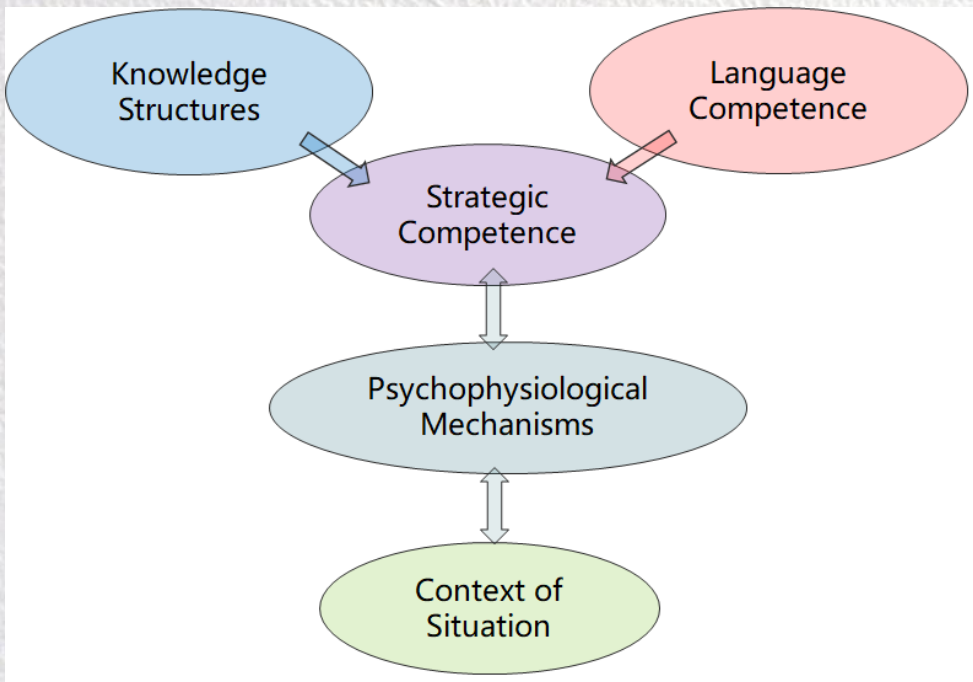 Knowledge
Structures
Language
Competence
Strategic
Competence
Psychophysiological
Mechanisms
Context of
Situation